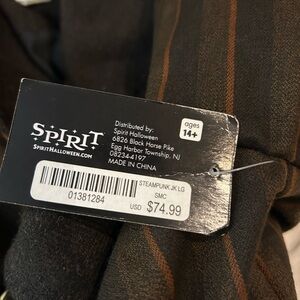 SPIRIT
SPIRITHALLOWEEN.COM
Distributed by:
Spirit Halloween
6826 Black Horse Pike
Egg Harbor Township, NJ
08234-4197
MADE IN CHINA
ages
14+
STEAMPUNK JK LG
01381284
SMC
USD $74.99